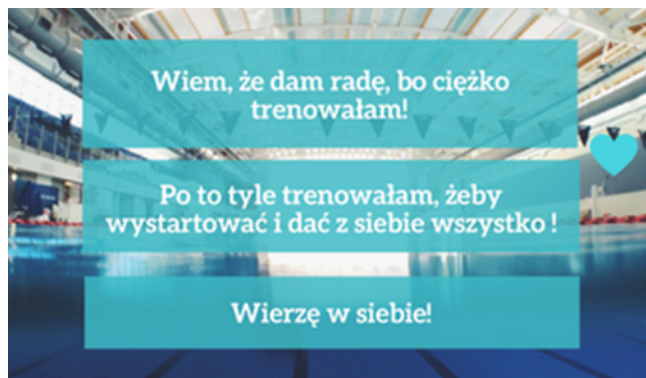 Wiem, że dam radę, bo ciężko
trenowałam!
Po to tyle trenowałam, żeby
wystartować i dać z siebie wszystko !
Wierzę w siebie!